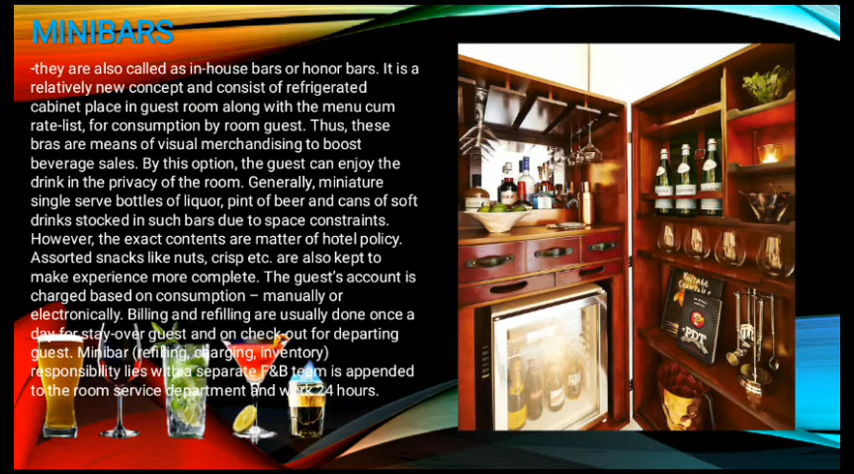 MINIBARS
-they are also called as in-house bars or honor bars. It is a
relatively new concept and consist of refrigerated
cabinet place in guest room along with the menu cum
rate-list, for consumption by room guest. Thus, these
bras are means of visual merchandising to boost
beverage sales. By this option, the guest can enjoy the
drink in the privacy of the room. Generally, miniature
single serve bottles of liquor, pint of beer and cans of soft
drinks stocked in such bars due to space constraints.
However, the exact contents are matter of hotel policy.
Assorted snacks like nuts, crisp etc. are also kept to
make experience more complete. The guest's account is
charged based on consumption – manually or
electronically. Billing and refilling are usually done once a
day for stay-over guest and on check-out for departing
guest. Minibar (refilling, charging, inventory)
responsibility lies with a separate F&B team is appended
to the room service department and work 24 hours.
VINTAGE
COCKTAILS
PDT